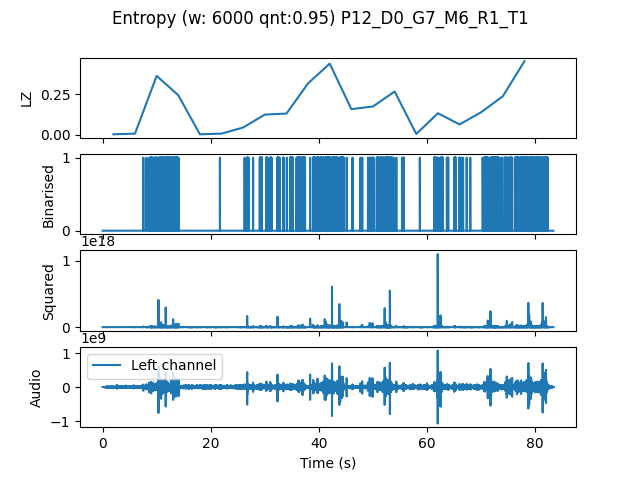 Entropy (w: 6000 qnt:0.95) P12_D0_G7_M6_R1_T1
LZ
0.25
0.00
Binarised
1
0
1e18
Squared
1
0
1e9
Audio
1
0
−1
Left channel
0 20 40 60 80
Time (s)